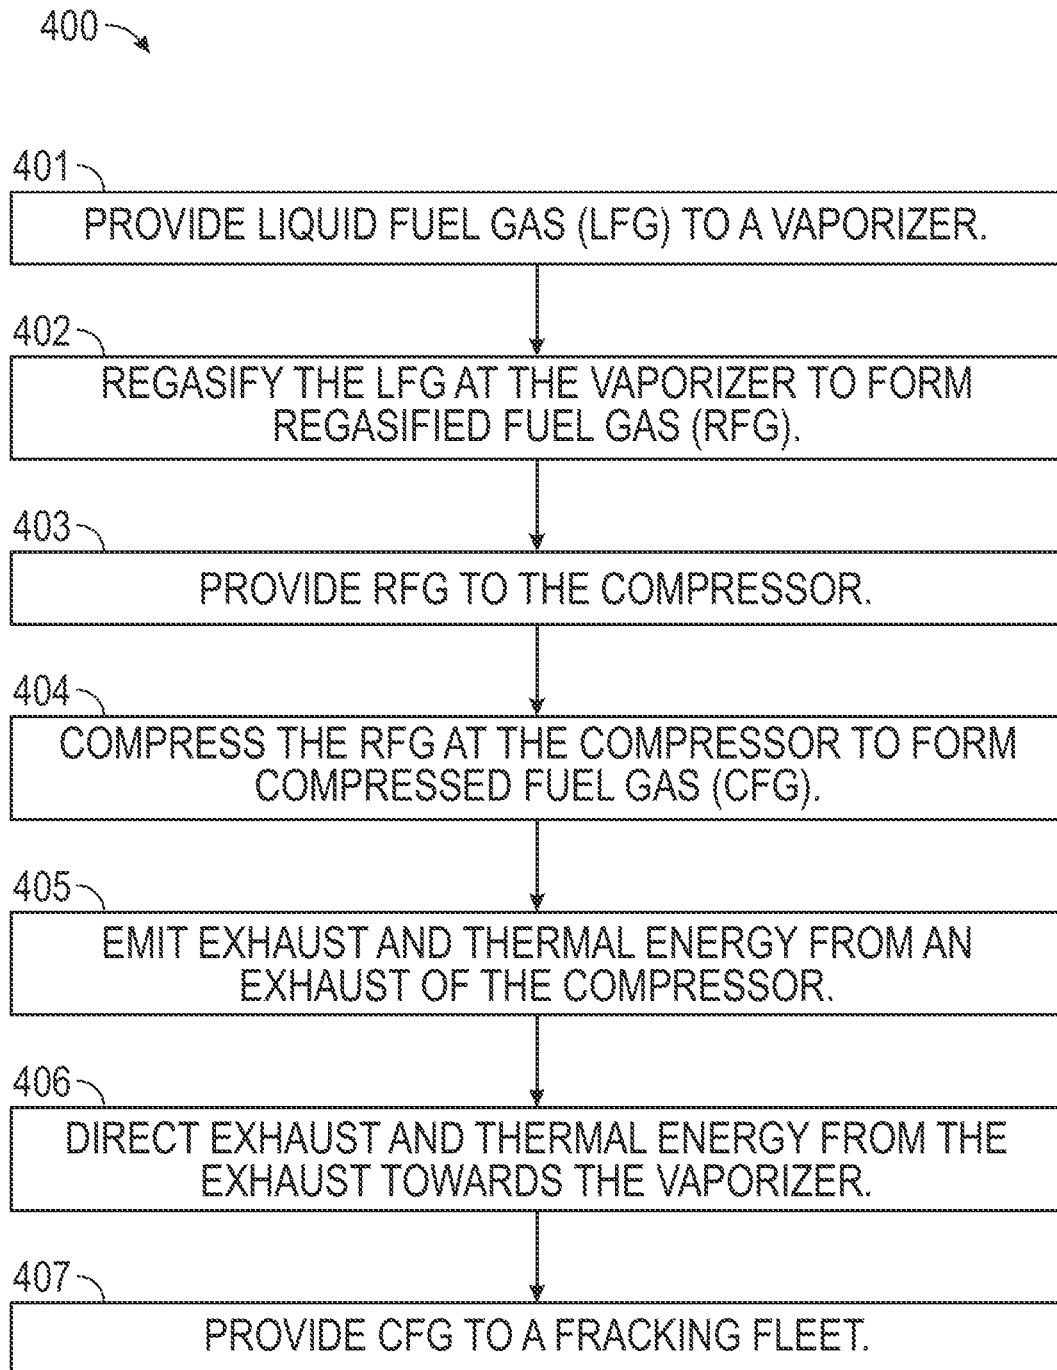 400
401
PROVIDE LIQUID FUEL GAS (LFG) TO A VAPORIZER.
402
REGASIFY THE LFG AT THE VAPORIZER TO FORM
REGASIFIED FUEL GAS (RFG).
403
PROVIDE RFG TO THE COMPRESSOR.
404
COMPRESS THE RFG AT THE COMPRESSOR TO FORM
COMPRESSED FUEL GAS (CFG).
405
EMIT EXHAUST AND THERMAL ENERGY FROM AN
EXHAUST OF THE COMPRESSOR.
406
DIRECT EXHAUST AND THERMAL ENERGY FROM THE
EXHAUST TOWARDS THE VAPORIZER.
407
PROVIDE CFG TO A FRACKING FLEET.